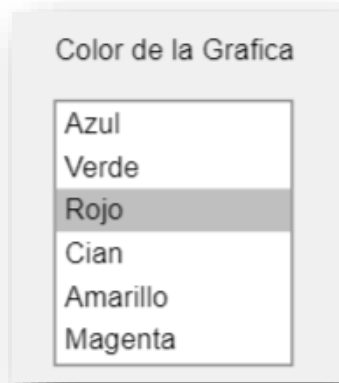 Color de la Grafica
Azul
Verde
Rojo
Cian
Amarillo
Magenta